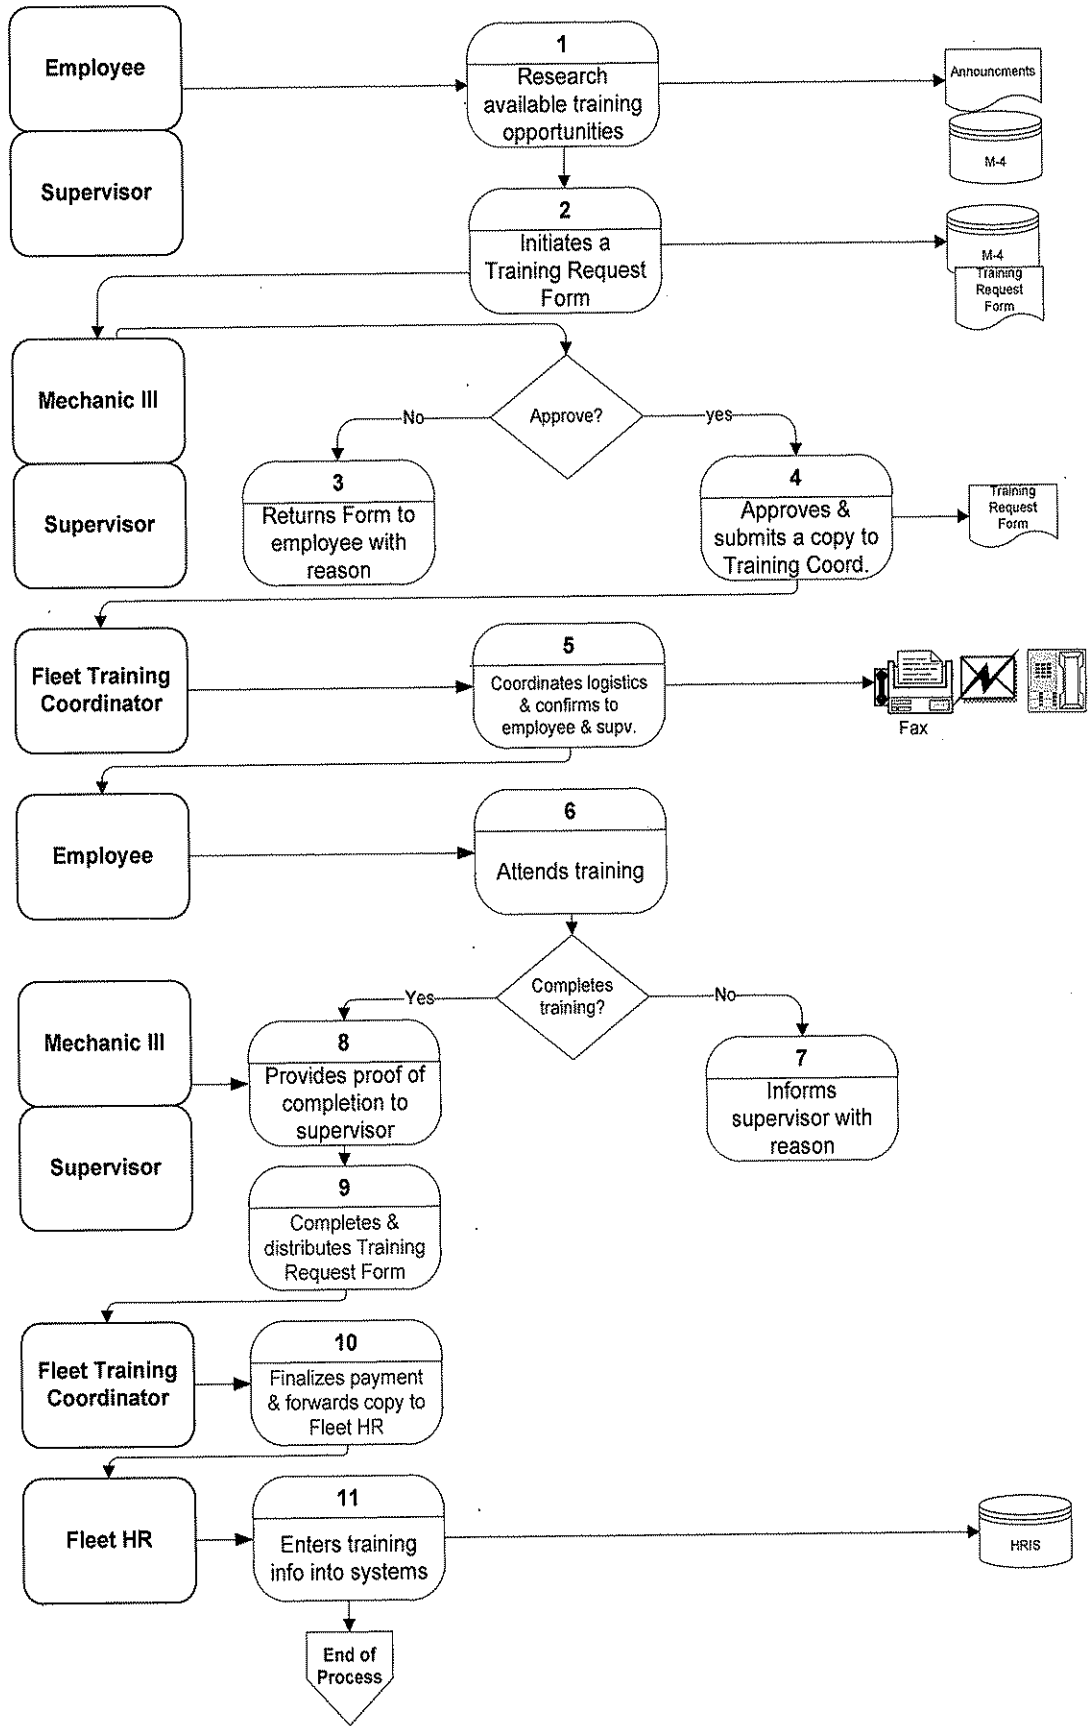 Employee
1
Research
available training
opportunities
Announcments
M-4
Supervisor
2
Initiates a
Training Request
Form
M-4
Training
Request
Form
Mechanic III
Approve?
No
yes
3
Returns Form to
employee with
reason
4
Approves &
submits a copy to
Training Coord.
Training
Request
Form
Supervisor
Fleet Training
Coordinator
5
Coordinates logistics
& confirms to
employee & supv.
Fax
Employee
6
Attends training
Completes
training?
Yes
No
Mechanic III
8
Provides proof of
completion to
supervisor
7
Informs
supervisor with
reason
Supervisor
9
Completes &
distributes Training
Request Form
Fleet Training
Coordinator
10
Finalizes payment
& forwards copy to
Fleet HR
Fleet HR
11
Enters training
info into systems
HRIS
End of
Process